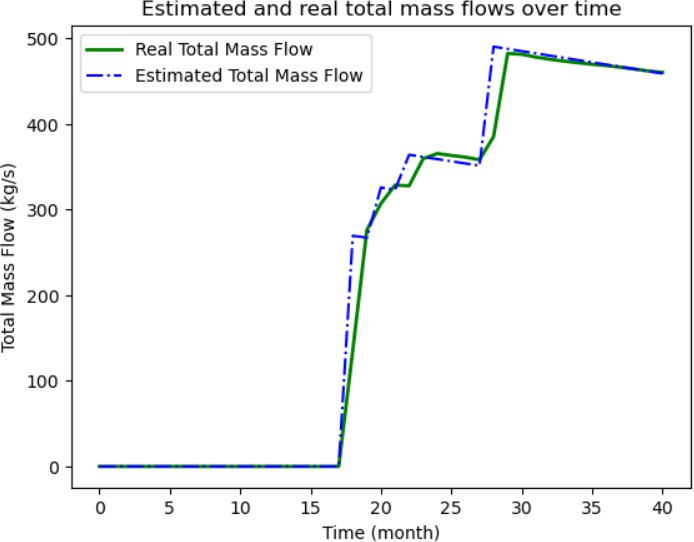 Estimated and real total mass flows over time
Real Total Mass Flow
Estimated Total Mass Flow
Total Mass Flow (kg/s)
500
400
300
200
100
0
0 5 10 15 20 25 30 35 40
Time (month)